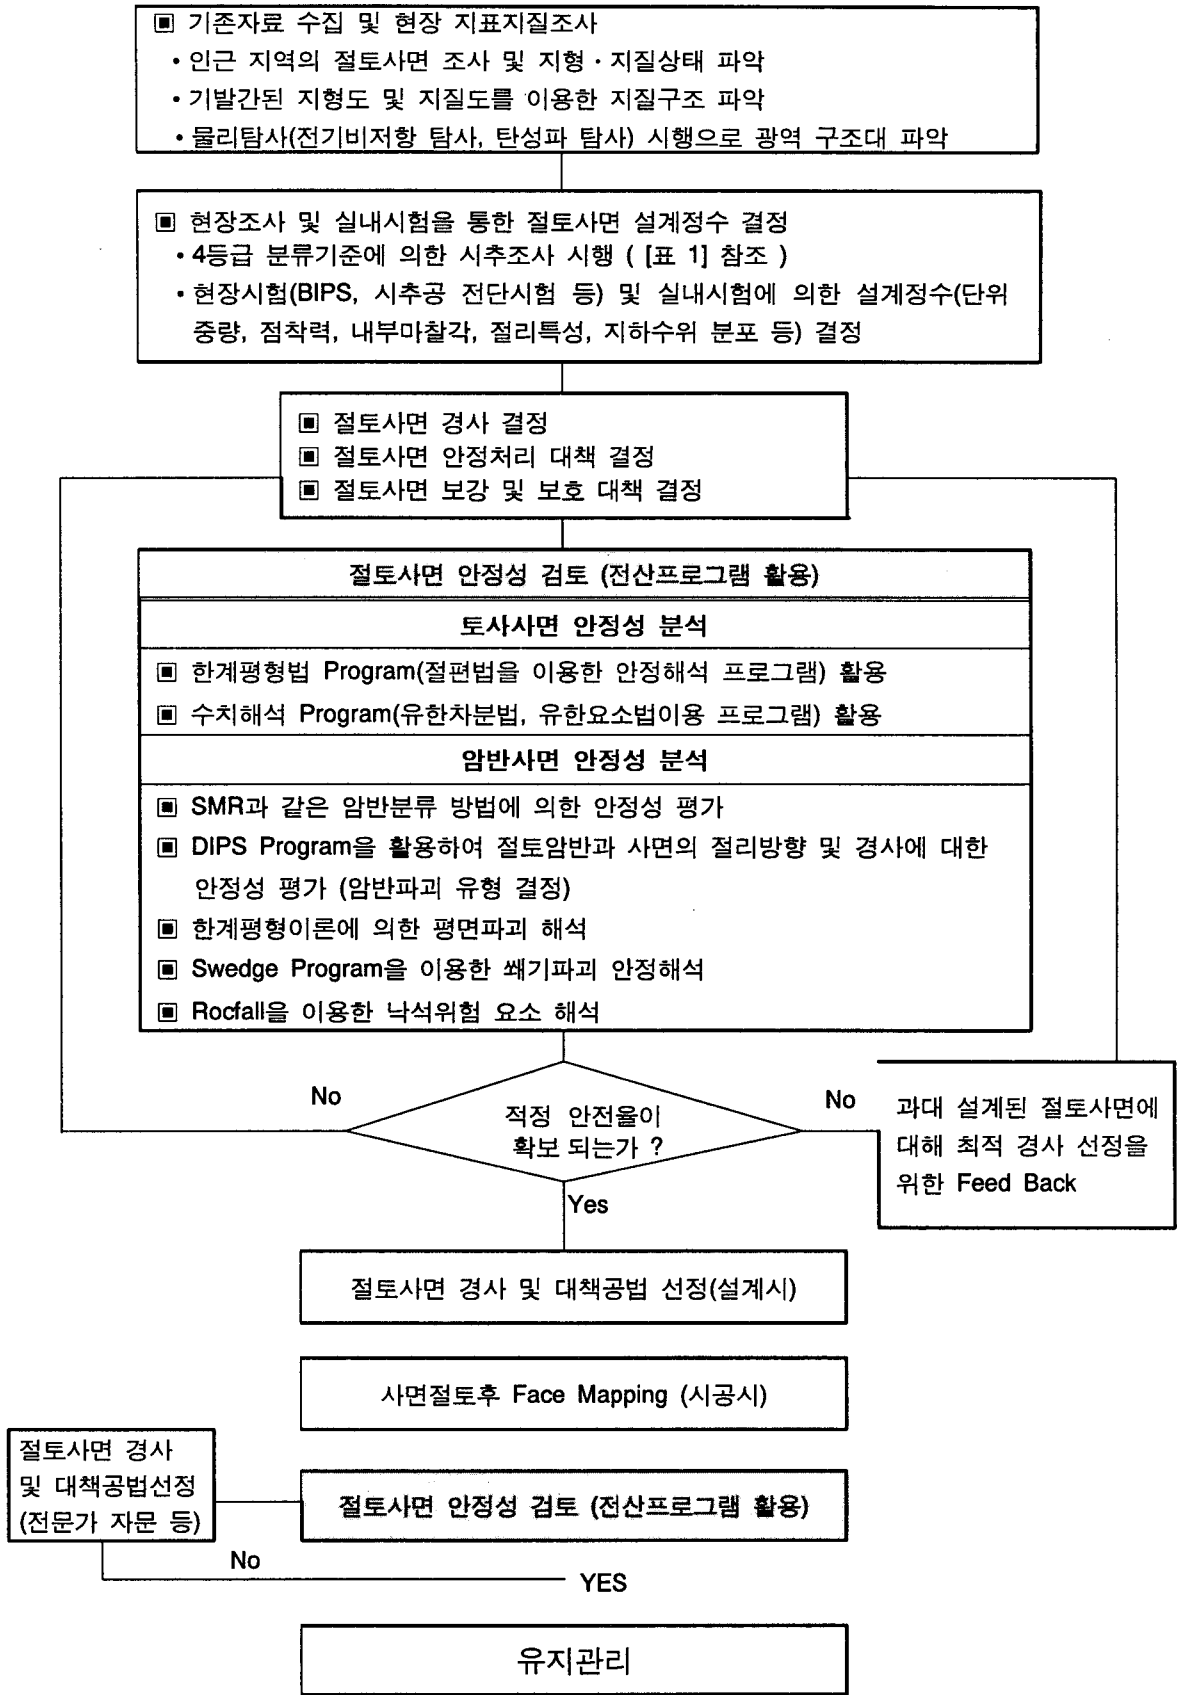 ▣ 기존자료 수집 및 현장 지표지질조사
• 인근 지역의 절토사면 조사 및 지형 · 지질상태 파악
• 기발간된 지형도 및 지질도를 이용한 지질구조 파악
• 물리탐사(전기비저항 탐사, 탄성파 탐사) 시행으로 광역 구조대 파악
▣ 현장조사 및 실내시험을 통한 절토사면 설계정수 결정
• 4등급 분류기준에 의한 시추조사 시행 ( [표 1] 참조 )
• 현장시험(BIPS, 시추공 전단시험 등) 및 실내시험에 의한 설계정수(단위
중량, 점착력, 내부마찰각, 절리특성, 지하수위 분포 등) 결정
▣ 절토사면 경사 결정
▣ 절토사면 안정처리 대책 결정
▣ 절토사면 보강 및 보호 대책 결정
절토사면 안정성 검토 (전산프로그램 활용)
토사사면 안정성 분석
▣ 한계평형법 Program(절편법을 이용한 안정해석 프로그램) 활용
▣ 수치해석 Program(유한차분법, 유한요소법이용 프로그램) 활용
암반사면 안정성 분석
▣ SMR과 같은 암반분류 방법에 의한 안정성 평가
▣ DIPS Program을 활용하여 절토암반과 사면의 절리방향 및 경사에 대한
안정성 평가 (암반파괴 유형 결정)
▣ 한계평형이론에 의한 평면파괴 해석
▣ Swedge Program을 이용한 쐐기파괴 안정해석
▣ Rocfall을 이용한 낙석위험 요소 해석
No
적정 안전율이
확보 되는가 ?
No
과대 설계된 절토사면에
대해 최적 경사 선정을
위한 Feed Back
Yes
절토사면 경사 및 대책공법 선정(설계시)
사면절토후 Face Mapping (시공시)
절토사면 경사
및 대책공법선정
(전문가 자문 등)
절토사면 안정성 검토 (전산프로그램 활용)
No
YES
유지관리